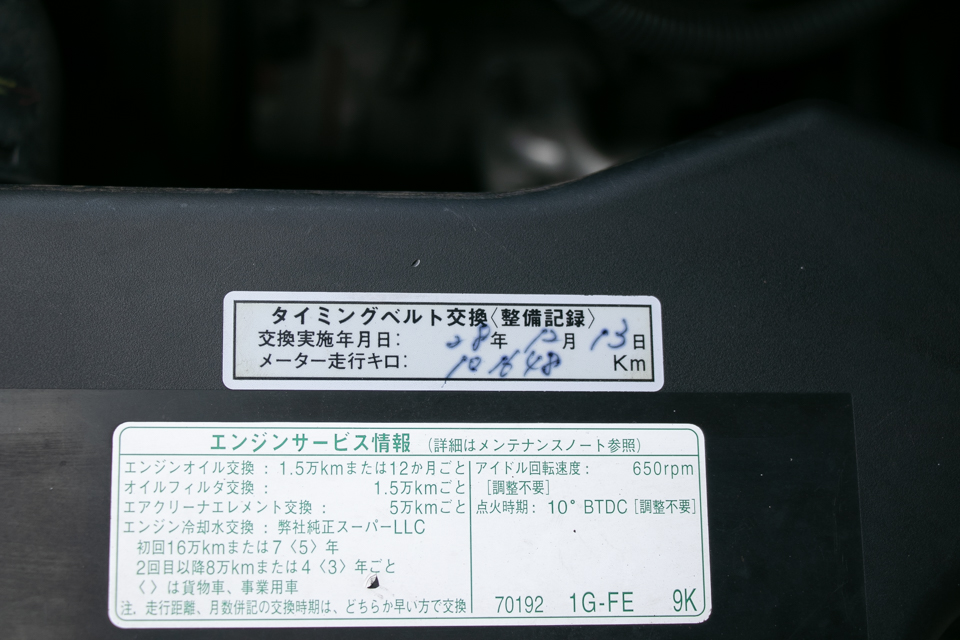 タイミングベルト交換〈整備記録〉
交換実施年月日： 28年 12月 13日
メーター走行キロ： 101648 Km
エンジンサービス情報 （詳細はメンテナンスノート参照）
エンジンオイル交換 ： 1.5万kmまたは12か月ごと
オイルフィルタ交換 ： 1.5万kmごと
エアクリーナエレメント交換 ： 5万kmごと
エンジン冷却水交換 ： 弊社純正スーパーLLC
初回16万kmまたは7〈5〉年
2回目以降8万kmまたは4〈3〉年ごと
〈〉は貨物車、事業用車
注. 走行距離、月数併記の交換時期は、どちらか早い方で交換
アイドル回転速度： 650rpm
［調整不要］
点火時期： 10° BTDC［調整不要］
70192 1G-FE 9K